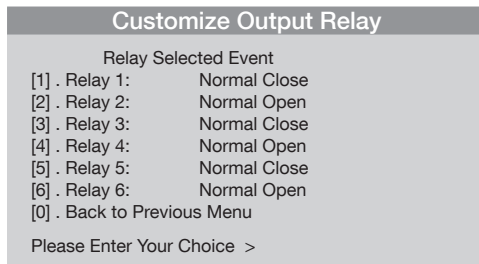 Customize Output Relay
Relay Selected Event
[1] . Relay 1: Normal Close
[2] . Relay 2: Normal Open
[3] . Relay 3: Normal Close
[4] . Relay 4: Normal Open
[5] . Relay 5: Normal Close
[6] . Relay 6: Normal Open
[0] . Back to Previous Menu
Please Enter Your Choice >